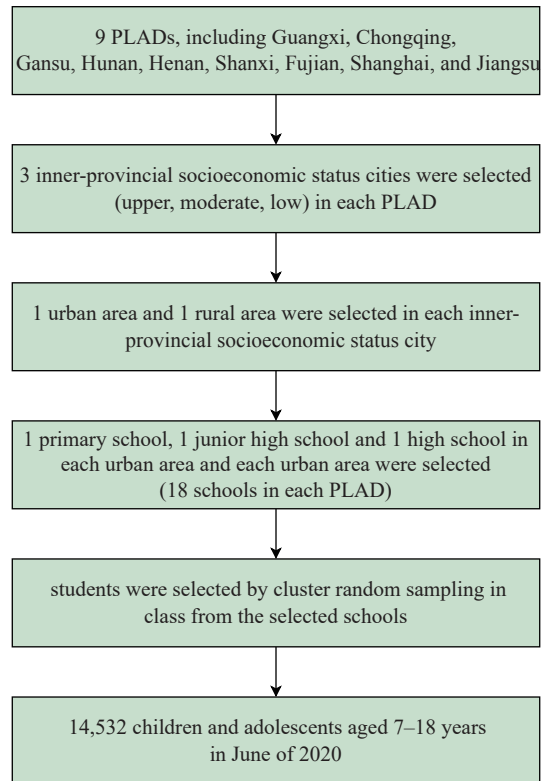 9 PLADs, including Guangxi, Chongqing,
Gansu, Hunan, Henan, Shanxi, Fujian, Shanghai, and Jiangsu
3 inner-provincial socioeconomic status cities were selected
(upper, moderate, low) in each PLAD
1 urban area and 1 rural area were selected in each inner-
provincial socioeconomic status city
1 primary school, 1 junior high school and 1 high school in
each urban area and each urban area were selected
(18 schools in each PLAD)
students were selected by cluster random sampling in
class from the selected schools
14,532 children and adolescents aged 7–18 years
in June of 2020